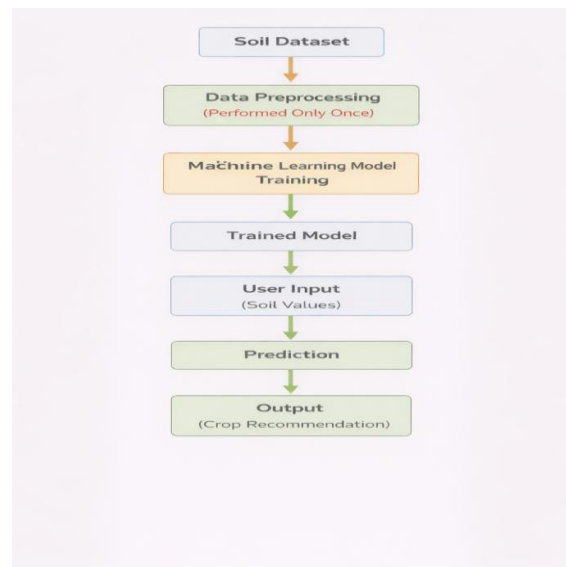 Soil Dataset
Data Preprocessing
(Performed Only Once)
Machine Learning Model
Training
Trained Model
User Input
(Soil Values)
Prediction
Output
(Crop Recommendation)